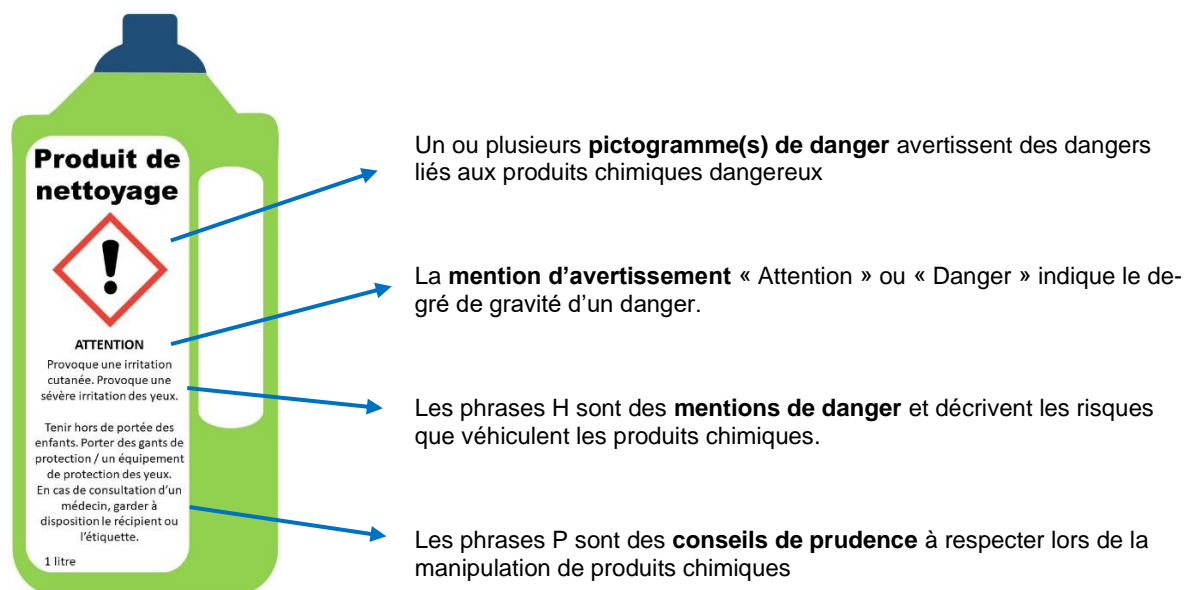 Produit de
nettoyage
ATTENTION
Provoque une irritation
cutanée. Provoque une
sévère irritation des yeux.
Tenir hors de portée des
enfants. Porter des gants de
protection / un équipement
de protection des yeux.
En cas de consultation d'un
médecin, garder à
disposition le récipient ou
l'étiquette.
1 litre
Un ou plusieurs pictogramme(s) de danger avertissent des dangers
liés aux produits chimiques dangereux
La mention d'avertissement « Attention » ou « Danger » indique le de-
gré de gravité d'un danger.
Les phrases H sont des mentions de danger et décrivent les risques
que véhiculent les produits chimiques.
Les phrases P sont des conseils de prudence à respecter lors de la
manipulation de produits chimiques